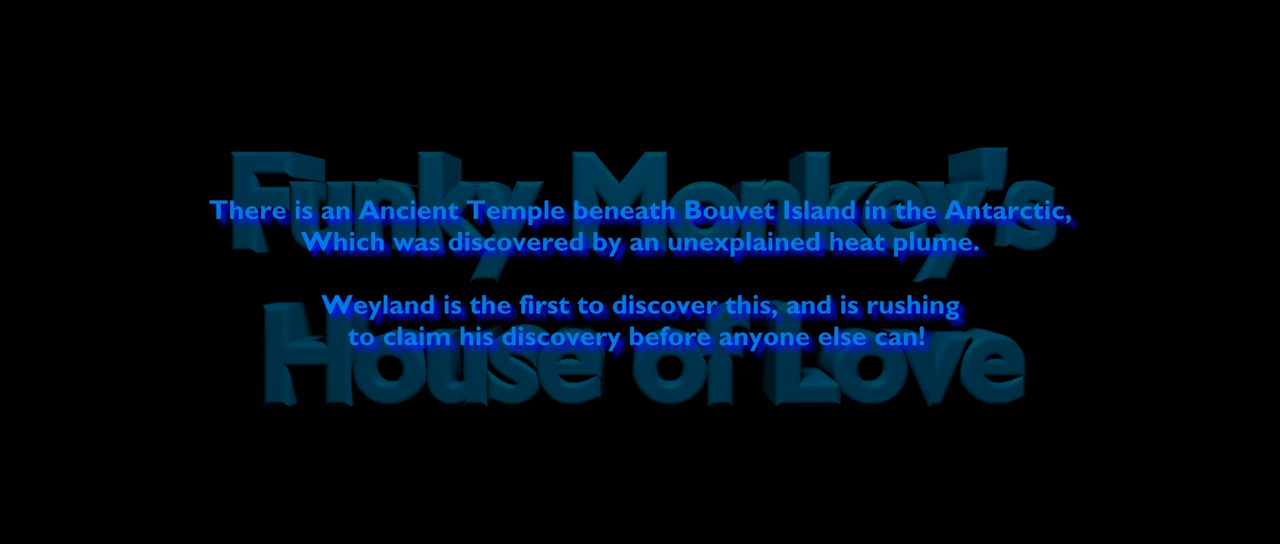 Funky Monkey's
There is an Ancient Temple beneath Bouvet Island in the Antarctic,
Which was discovered by an unexplained heat plume.
Weyland is the first to discover this, and is rushing
to claim his discovery before anyone else can!
House of Love